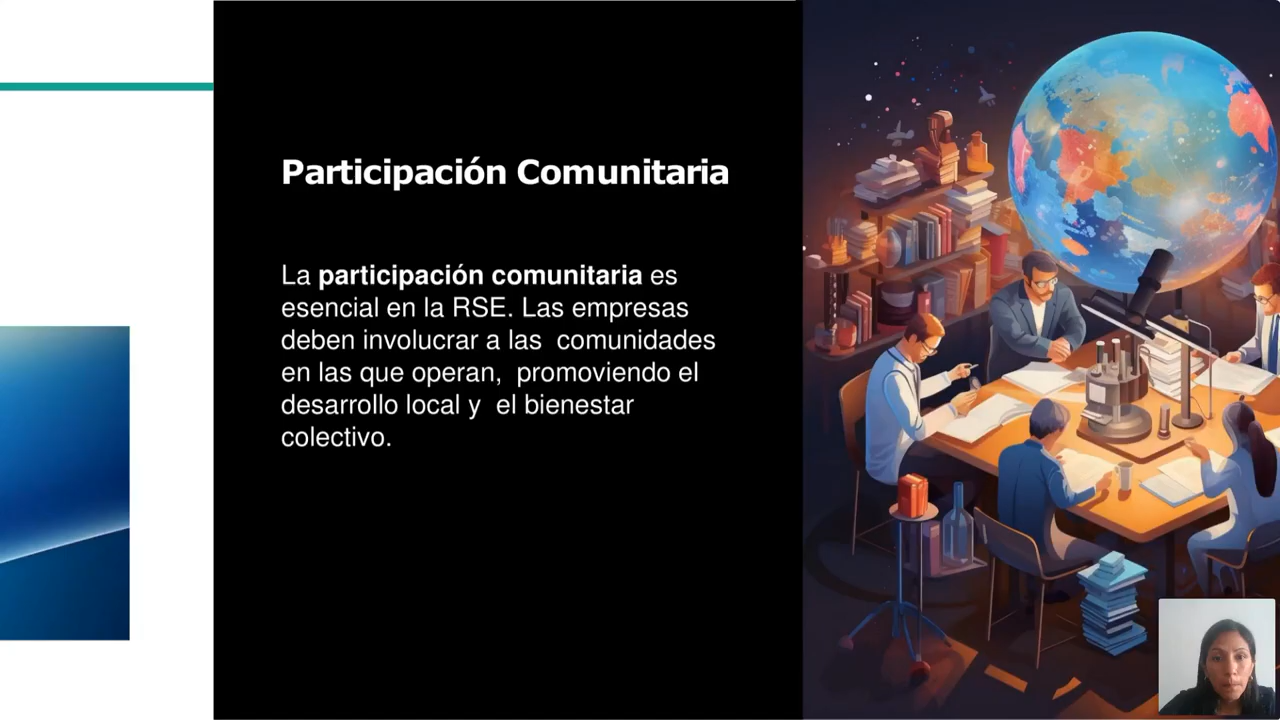 Participación Comunitaria
La participación comunitaria es
esencial en la RSE. Las empresas
deben involucrar a las  comunidades
en las que operan,  promoviendo el
desarrollo local y  el bienestar
colectivo.